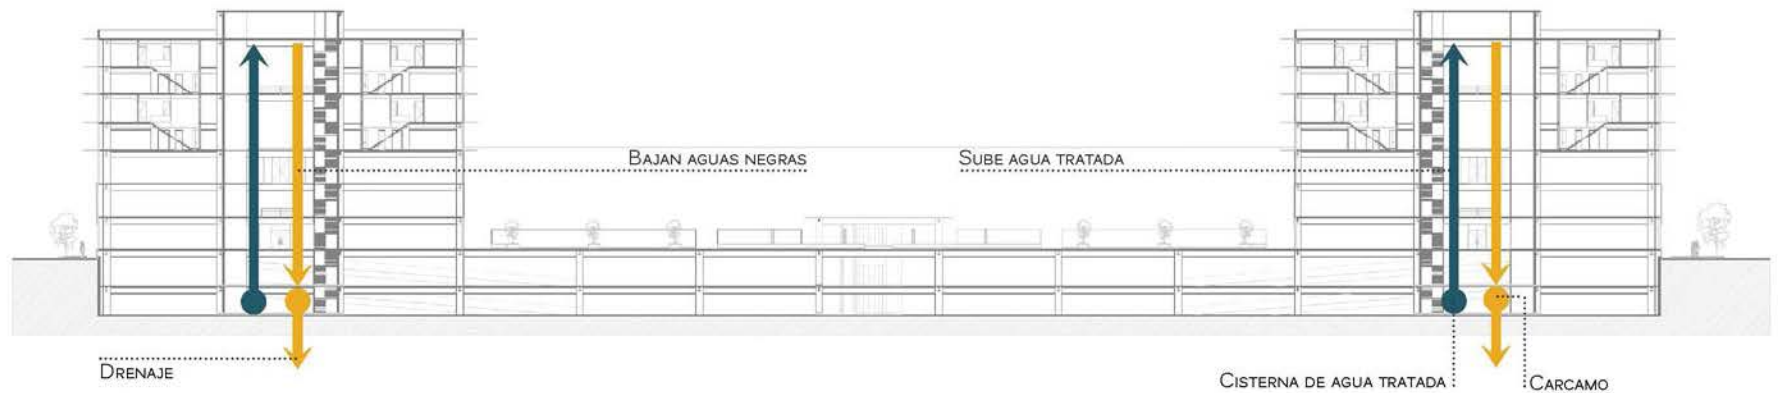 BAJAN AGUAS NEGRAS
SUBE AGUA TRATADA
DRENAJE
CISTERNA DE AGUA TRATADA
CARCAMO